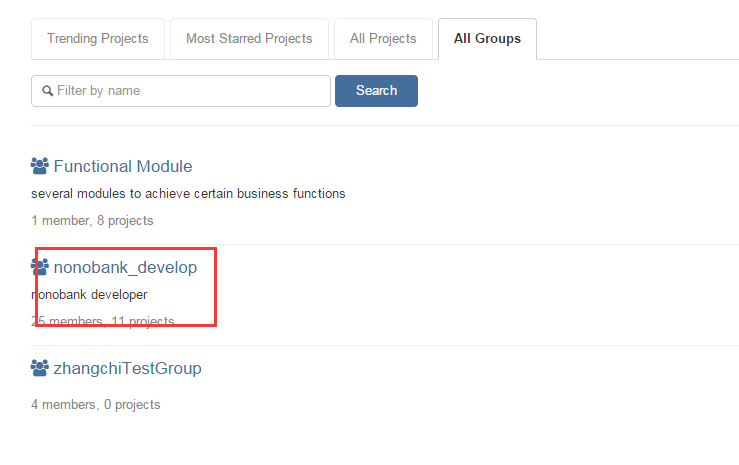 Trending Projects Most Starred Projects All Projects All Groups
Filter by name Search
Functional Module
several modules to achieve certain business functions
1 member, 8 projects
nonobank_develop
nonobank developer
25 members, 11 projects
zhangchiTestGroup
4 members, 0 projects